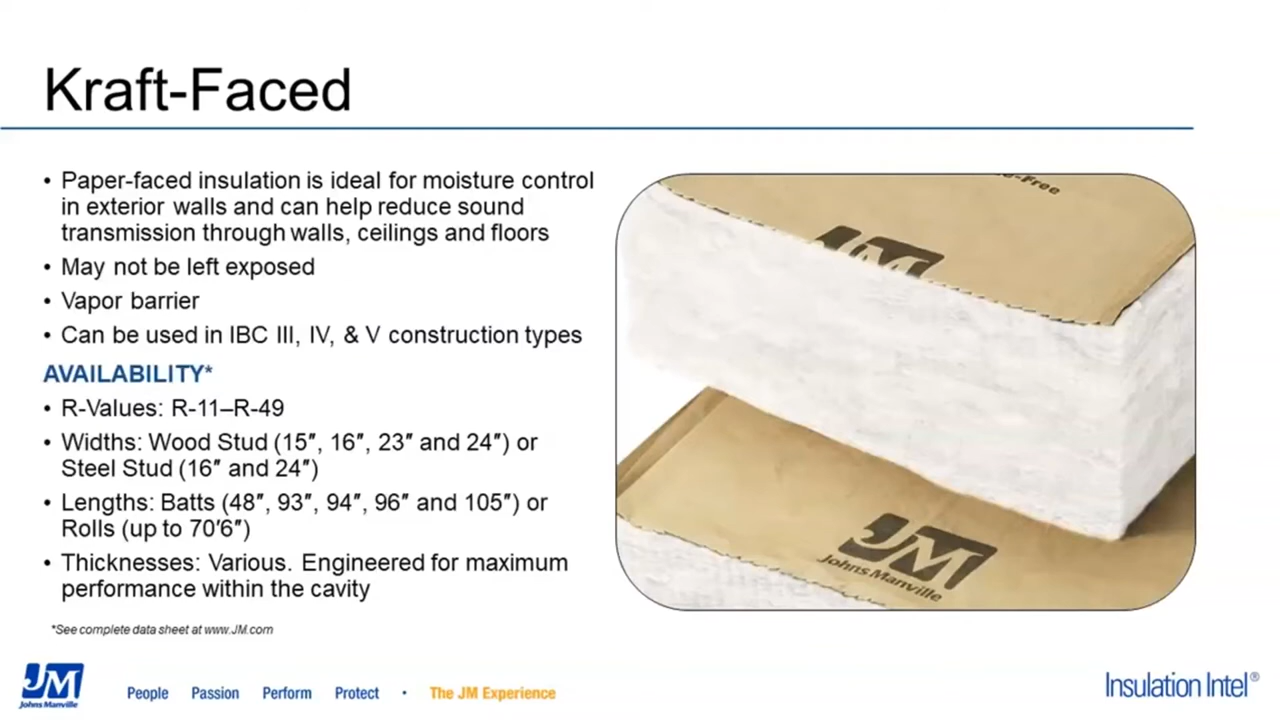 Kraft-Faced
• Paper-faced insulation is ideal for moisture control
in exterior walls and can help reduce sound
transmission through walls, ceilings and floors
• May not be left exposed
• Vapor barrier
• Can be used in IBC III, IV, & V construction types
AVAILABILITY*
• R-Values: R-11–R-49
• Widths: Wood Stud (15″, 16″, 23″ and 24″) or
Steel Stud (16″ and 24″)
• Lengths: Batts (48″, 93″, 94″, 96″ and 105″) or
Rolls (up to 70′6″)
• Thicknesses: Various. Engineered for maximum
performance within the cavity
*See complete data sheet at www.JM.com
-Free
JM
JM
Johns Manville
JM
Johns Manville
People Passion Perform Protect • The JM Experience
Insulation Intel®